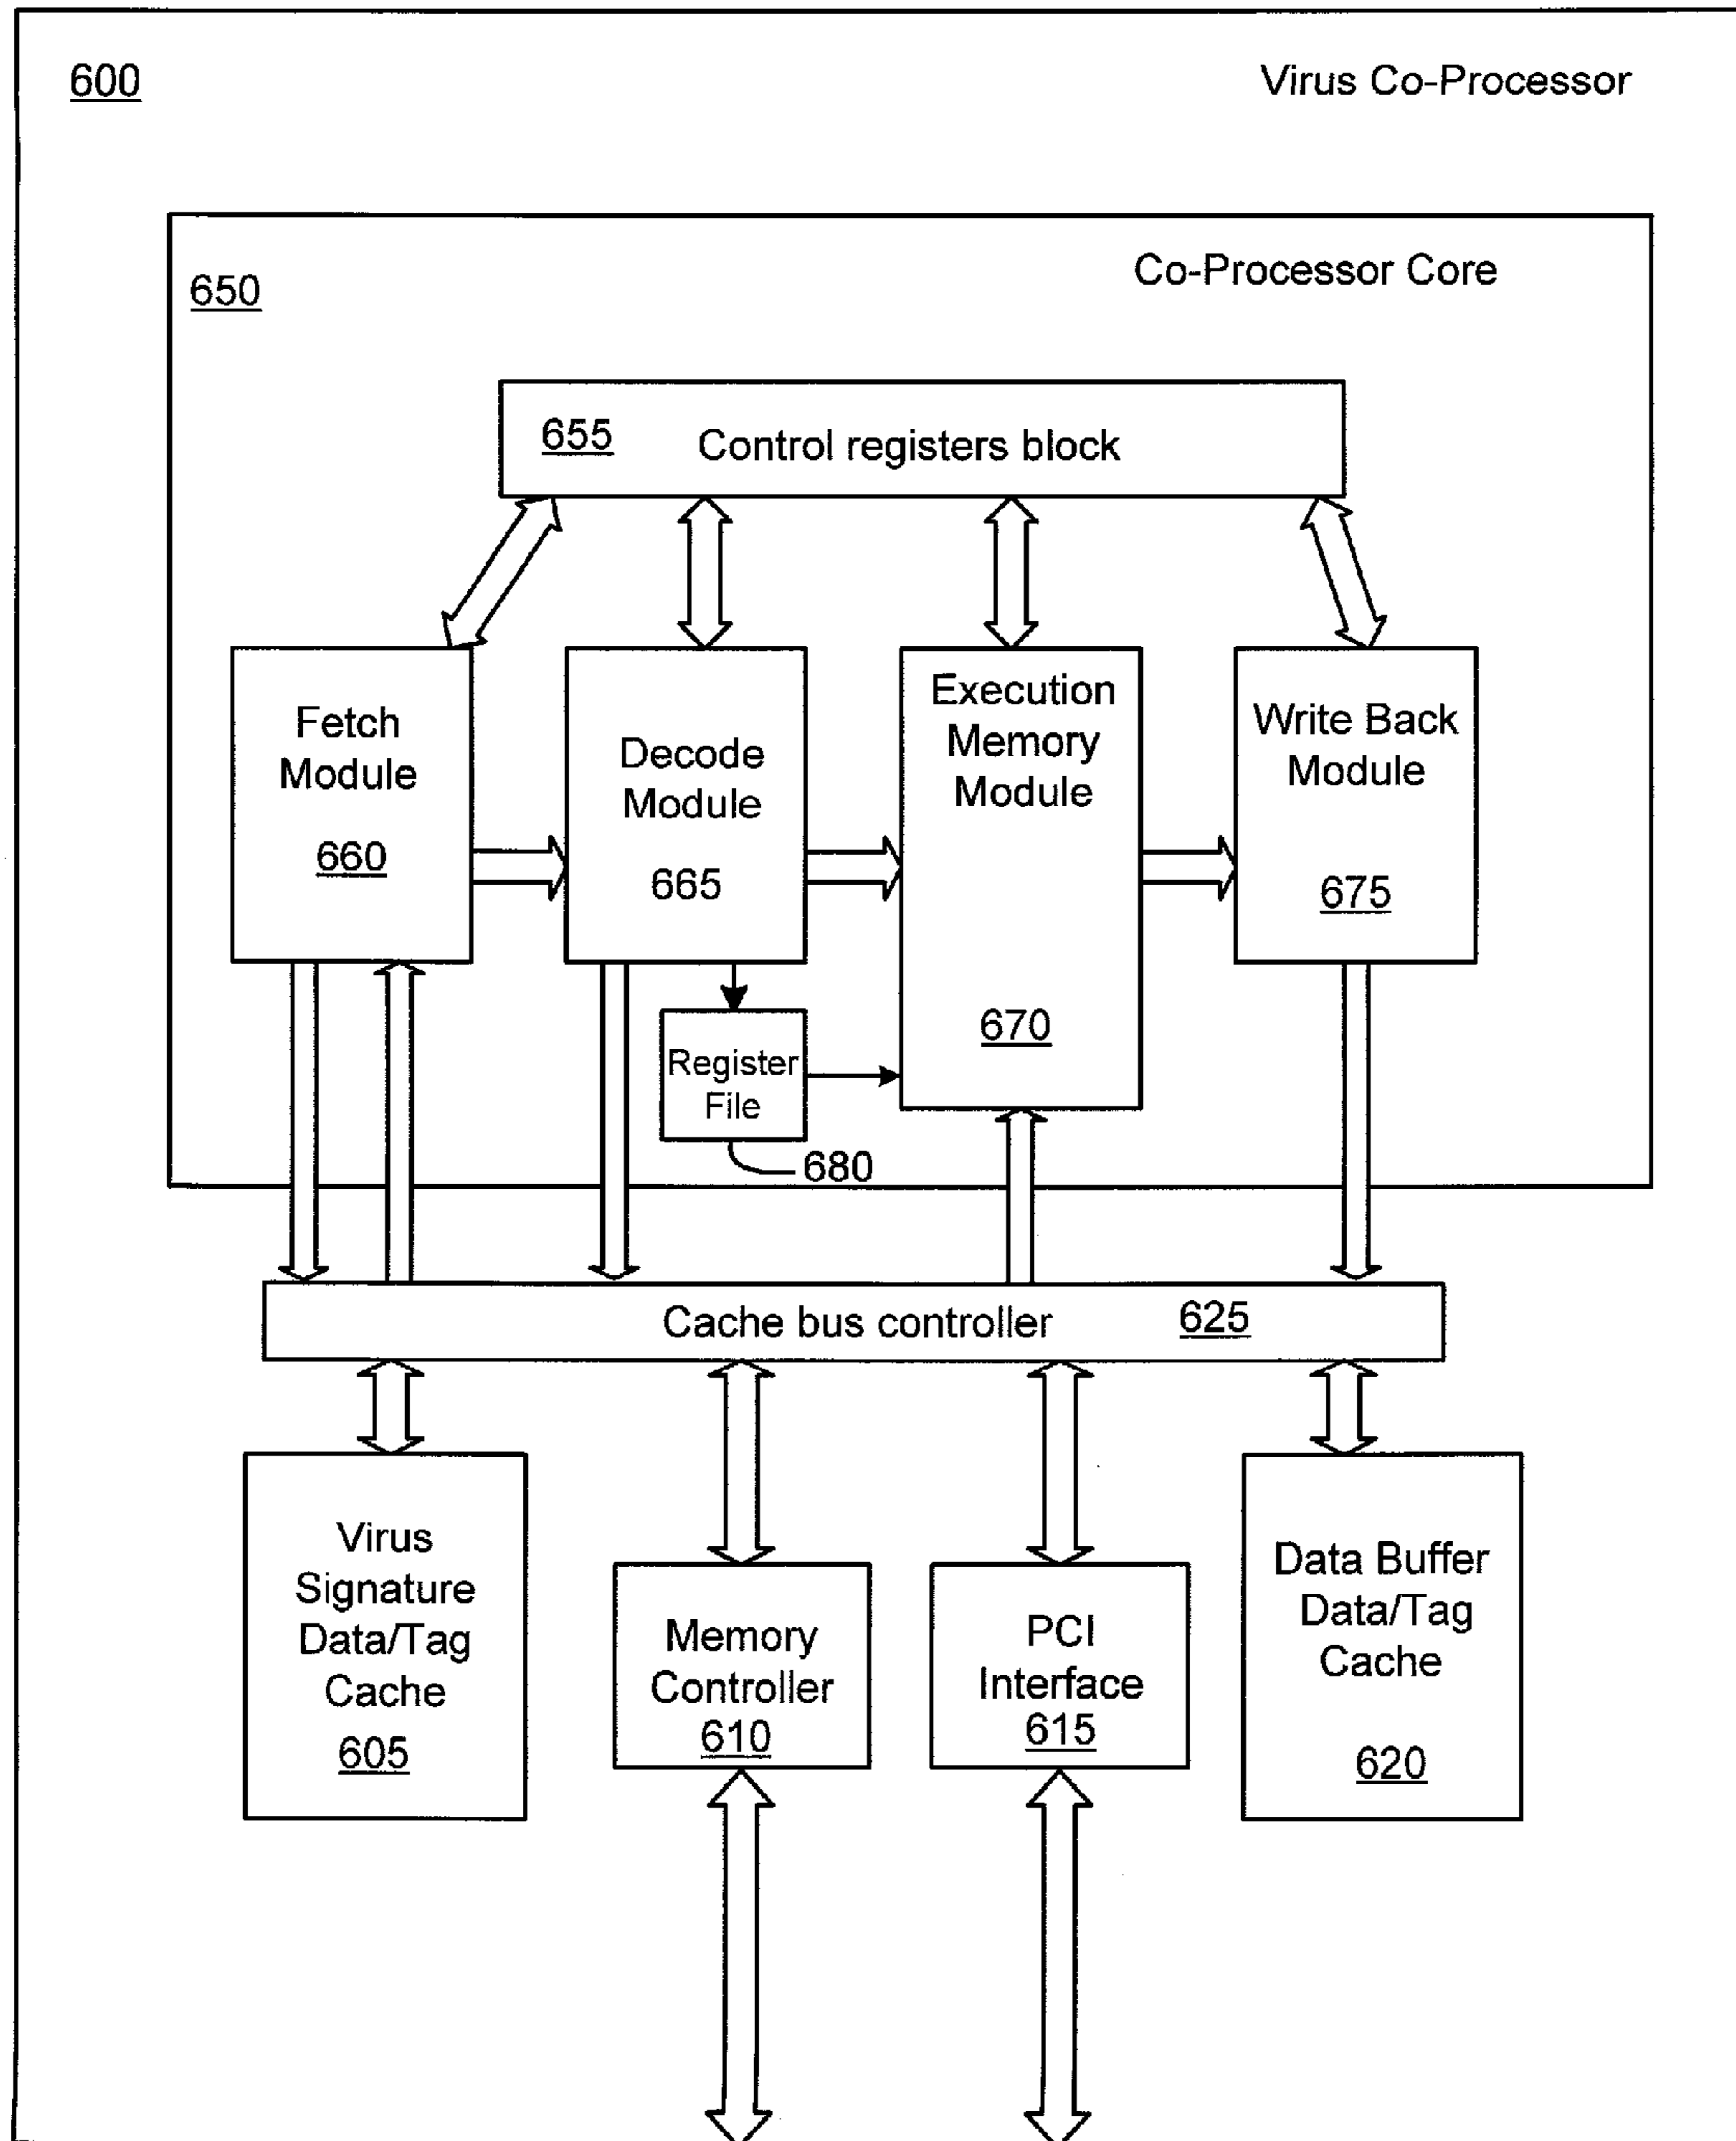 600
Virus Co-Processor
650
Co-Processor Core
655
Control registers block
Fetch
Module
660
Decode
Module
665
Execution
Memory
Module
670
Write Back
Module
675
Register
File
680
Cache bus controller
625
Virus
Signature
Data/Tag
Cache
605
Memory
Controller
610
PCI
Interface
615
Data Buffer
Data/Tag
Cache
620